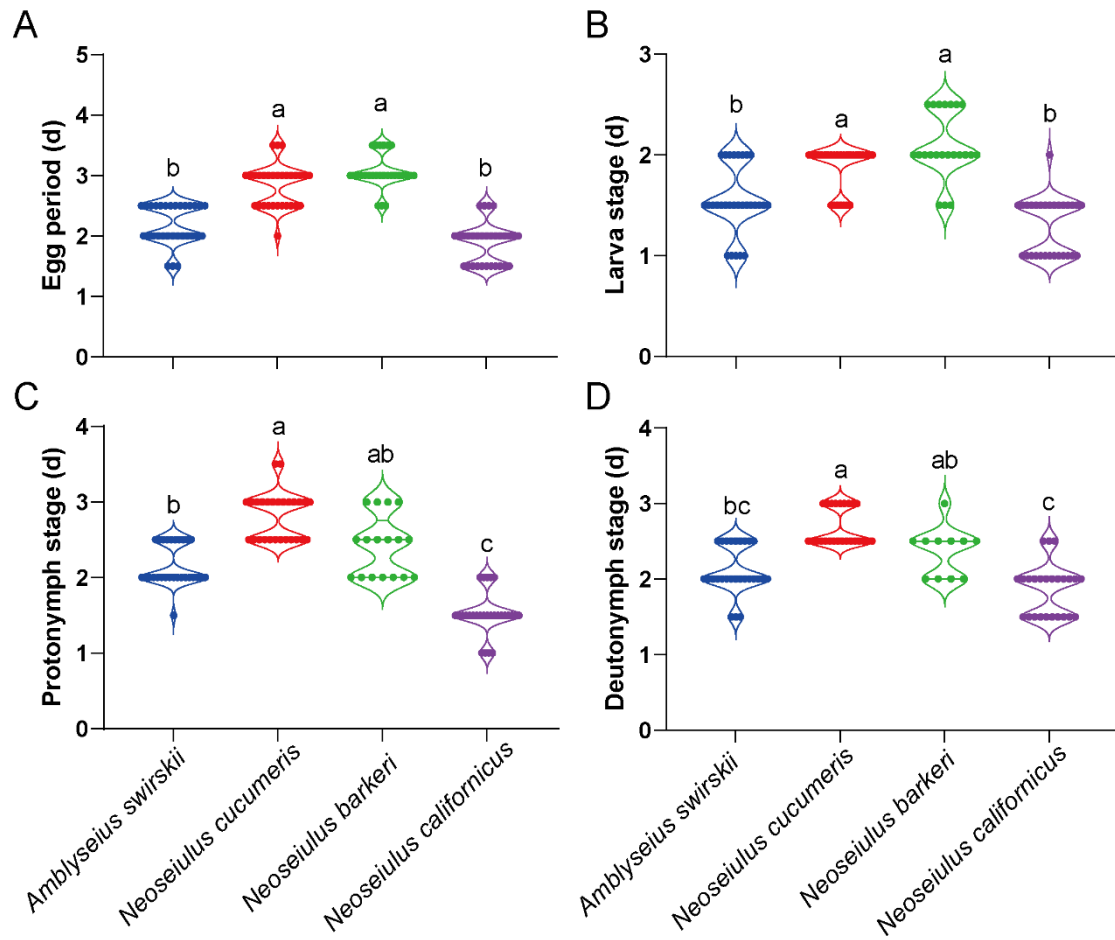 A
Egg period (d)
5
4
3
2
1
0
b
a
a
b
B
Larva stage (d)
3
2
1
0
b
a
a
b
C
Protonymph stage (d)
4
3
2
1
0
b
a
ab
c
D
Deutonymph stage (d)
4
3
2
1
0
bc
a
ab
c
Amblyseius swirskii
Neoseiulus cucumeris
Neoseiulus barkeri
Neoseiulus californicus
Amblyseius swirskii
Neoseiulus cucumeris
Neoseiulus barkeri
Neoseiulus californicus